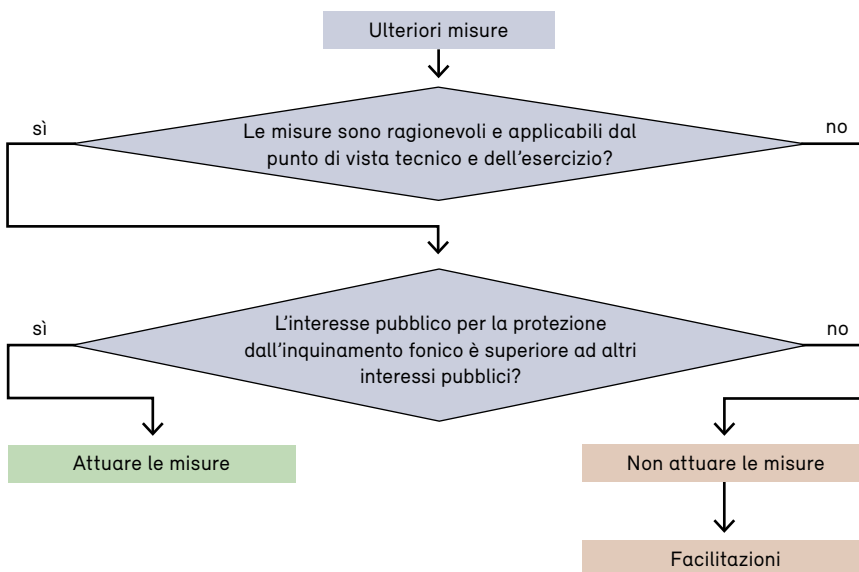 Ulteriori misure
sì
Le misure sono ragionevoli e applicabili dal
punto di vista tecnico e dell'esercizio?
no
sì
L'interesse pubblico per la protezione
dall'inquinamento fonico è superiore ad altri
interessi pubblici?
no
Attuare le misure
Non attuare le misure
Facilitazioni